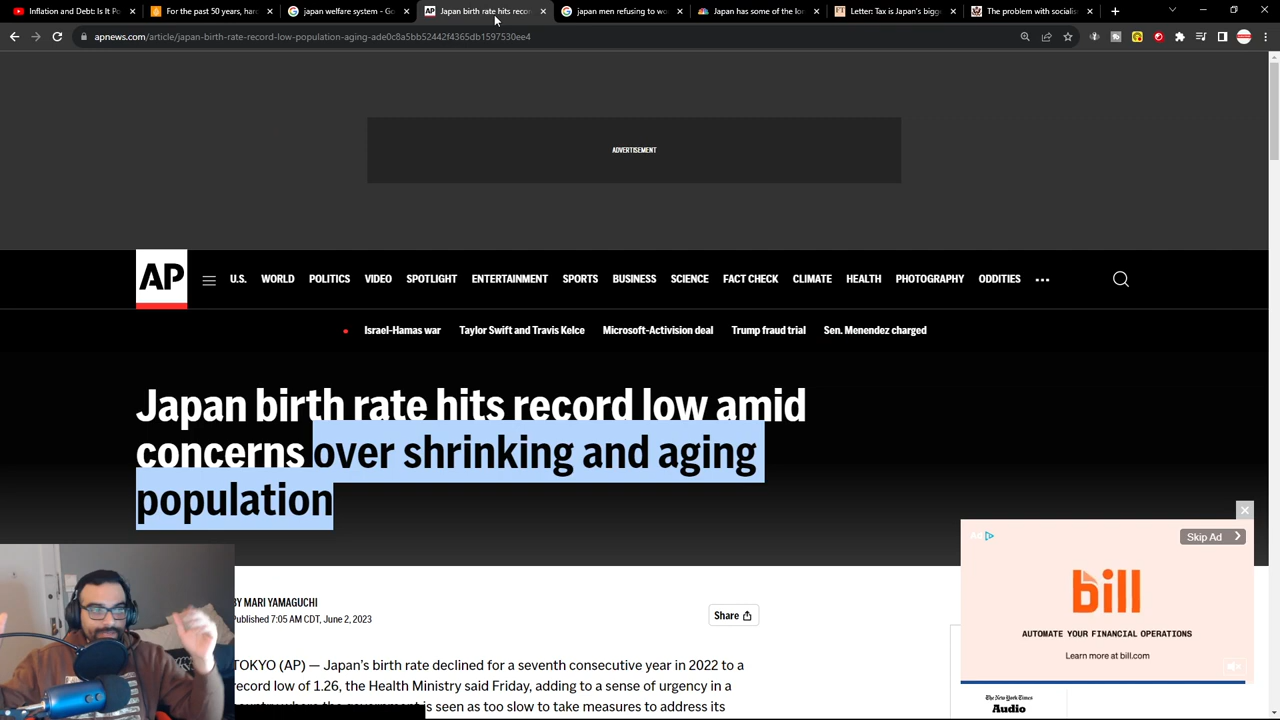 Inflation and Debt: Is It Po
For the past 50 years, hard
japan welfare system - Go
Japan birth rate hits recor
japan men refusing to wo
Japan has some of the lon
Letter: Tax is Japan's bigg
The problem with socialis
apnews.com/article/japan-birth-rate-record-low-population-aging-ade0c8a5bb52442f4365db1597530ee4
ADVERTISEMENT
AP
U.S. WORLD POLITICS VIDEO SPOTLIGHT ENTERTAINMENT SPORTS BUSINESS SCIENCE FACT CHECK CLIMATE HEALTH PHOTOGRAPHY ODDITIES
Israel-Hamas war Taylor Swift and Travis Kelce Microsoft-Activision deal Trump fraud trial Sen. Menendez charged
Japan birth rate hits record low amid
concerns over shrinking and aging
population
BY MARI YAMAGUCHI
Published 7:05 AM CDT, June 2, 2023
Share
TOKYO (AP) — Japan's birth rate declined for a seventh consecutive year in 2022 to a
record low of 1.26, the Health Ministry said Friday, adding to a sense of urgency in a
country where the government is seen as too slow to take measures to address its
Skip Ad
bill
AUTOMATE YOUR FINANCIAL OPERATIONS
Learn more at bill.com
The New York Times
Audio